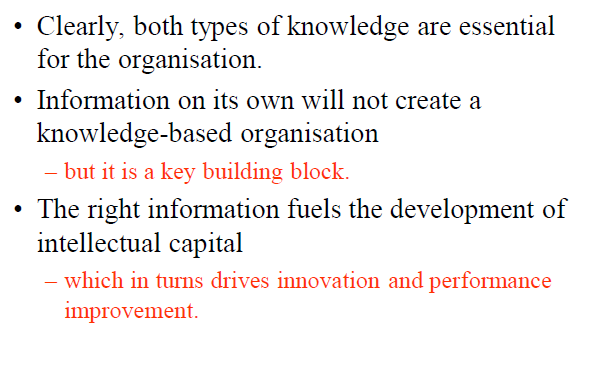 • Clearly, both types of knowledge are essential
for the organisation.
• Information on its own will not create a
knowledge-based organisation
– but it is a key building block.
• The right information fuels the development of
intellectual capital
– which in turns drives innovation and performance
improvement.